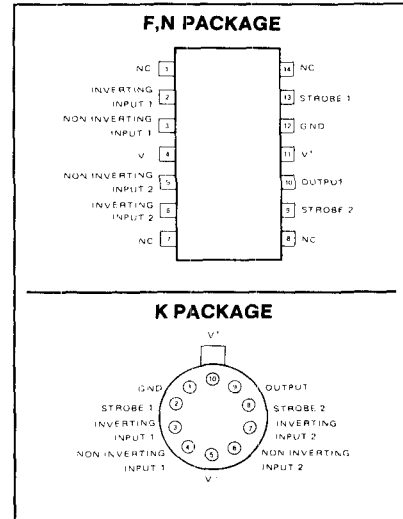 F,N PACKAGE
NC 1
INVERTING
INPUT 1 2
NON INVERTING
INPUT 1 3
V 4
NON INVERTING
INPUT 2 5
INVERTING
INPUT 2 6
NC 7
14 NC
13 STROBE 1
12 GND
11 V+
10 OUTPUT
9 STROBE 2
8 NC
K PACKAGE
V+
10
GND 1
9 OUTPUT
STROBE 1 2
8 STROBE 2
INVERTING
INPUT 1 3
7 INVERTING
INPUT 2
NON INVERTING
INPUT 1 4
6 NON INVERTING
INPUT 2
5
V